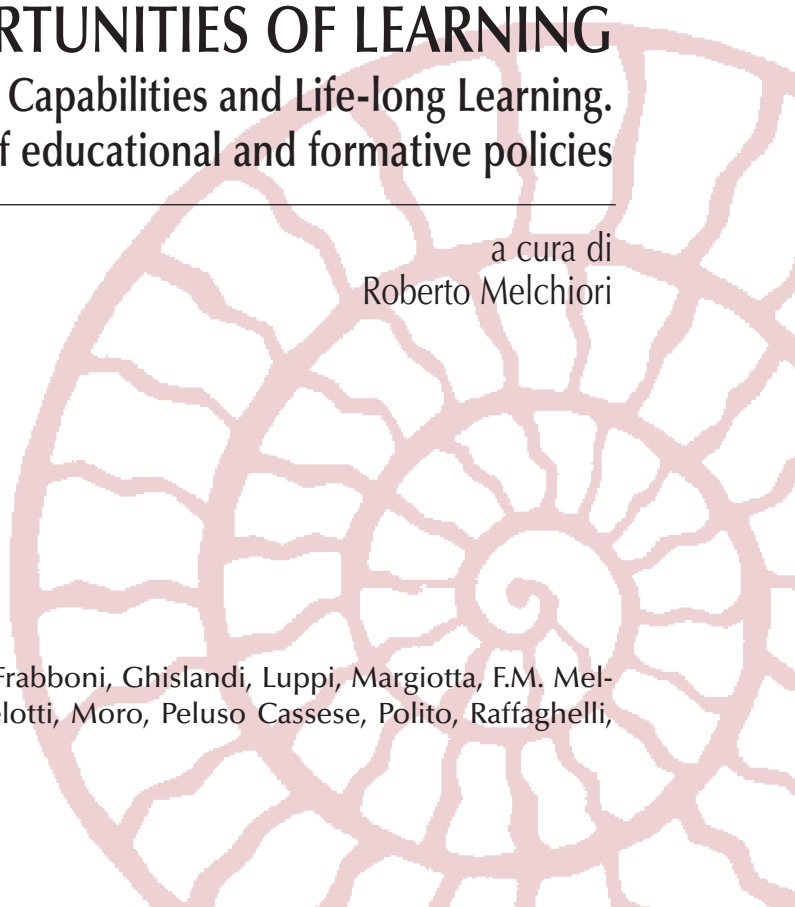 RTUNITIES OF LEARNING
Capabilities and Life-long Learning.
f educational and formative policies
a cura di
Roberto Melchiori
Frabboni, Ghislandi, Luppi, Margiotta, F.M. Mel-
elotti, Moro, Peluso Cassese, Polito, Raffaghelli,